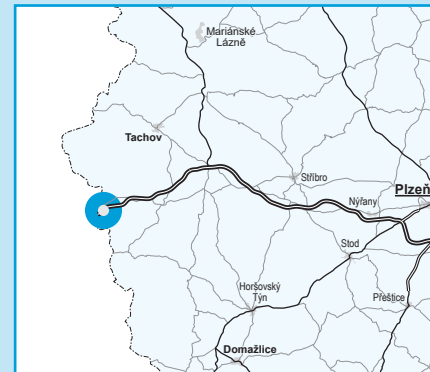 Mariánské
Lázně
Tachov
Stříbro
Plzeň
Nýřany
Stod
Horšovský
Týn
Přeštice
Domažlice